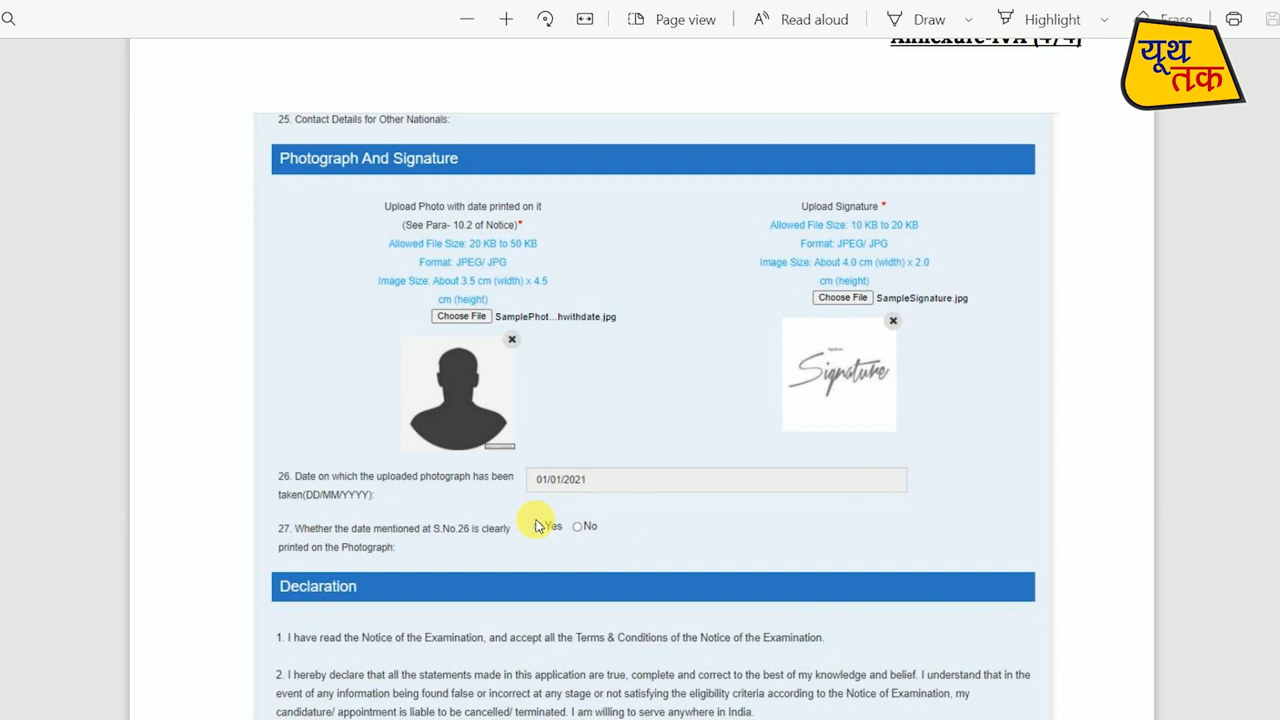 Page view
Read aloud
Draw
Highlight
Erase
Annexure-IVA (4/4)
यूथ
तक
25. Contact Details for Other Nationals:
Photograph And Signature
Upload Photo with date printed on it
(See Para- 10.2 of Notice)*
Allowed File Size: 20 KB to 50 KB
Format: JPEG/ JPG
Image Size: About 3.5 cm (width) x 4.5
cm (height)
Choose File SamplePhot...hwithdate.jpg
Upload Signature *
Allowed File Size: 10 KB to 20 KB
Format: JPEG/ JPG
Image Size: About 4.0 cm (width) x 2.0
cm (height)
Choose File SampleSignature.jpg
Signature
26. Date on which the uploaded photograph has been
taken(DD/MM/YYYY):
01/01/2021
27. Whether the date mentioned at S.No.26 is clearly
printed on the Photograph:
Yes No
Declaration
1. I have read the Notice of the Examination, and accept all the Terms & Conditions of the Notice of the Examination.
2. I hereby declare that all the statements made in this application are true, complete and correct to the best of my knowledge and belief. I understand that in the
event of any information being found false or incorrect at any stage or not satisfying the eligibility criteria according to the Notice of Examination, my
candidature/ appointment is liable to be cancelled/ terminated. I am willing to serve anywhere in India.